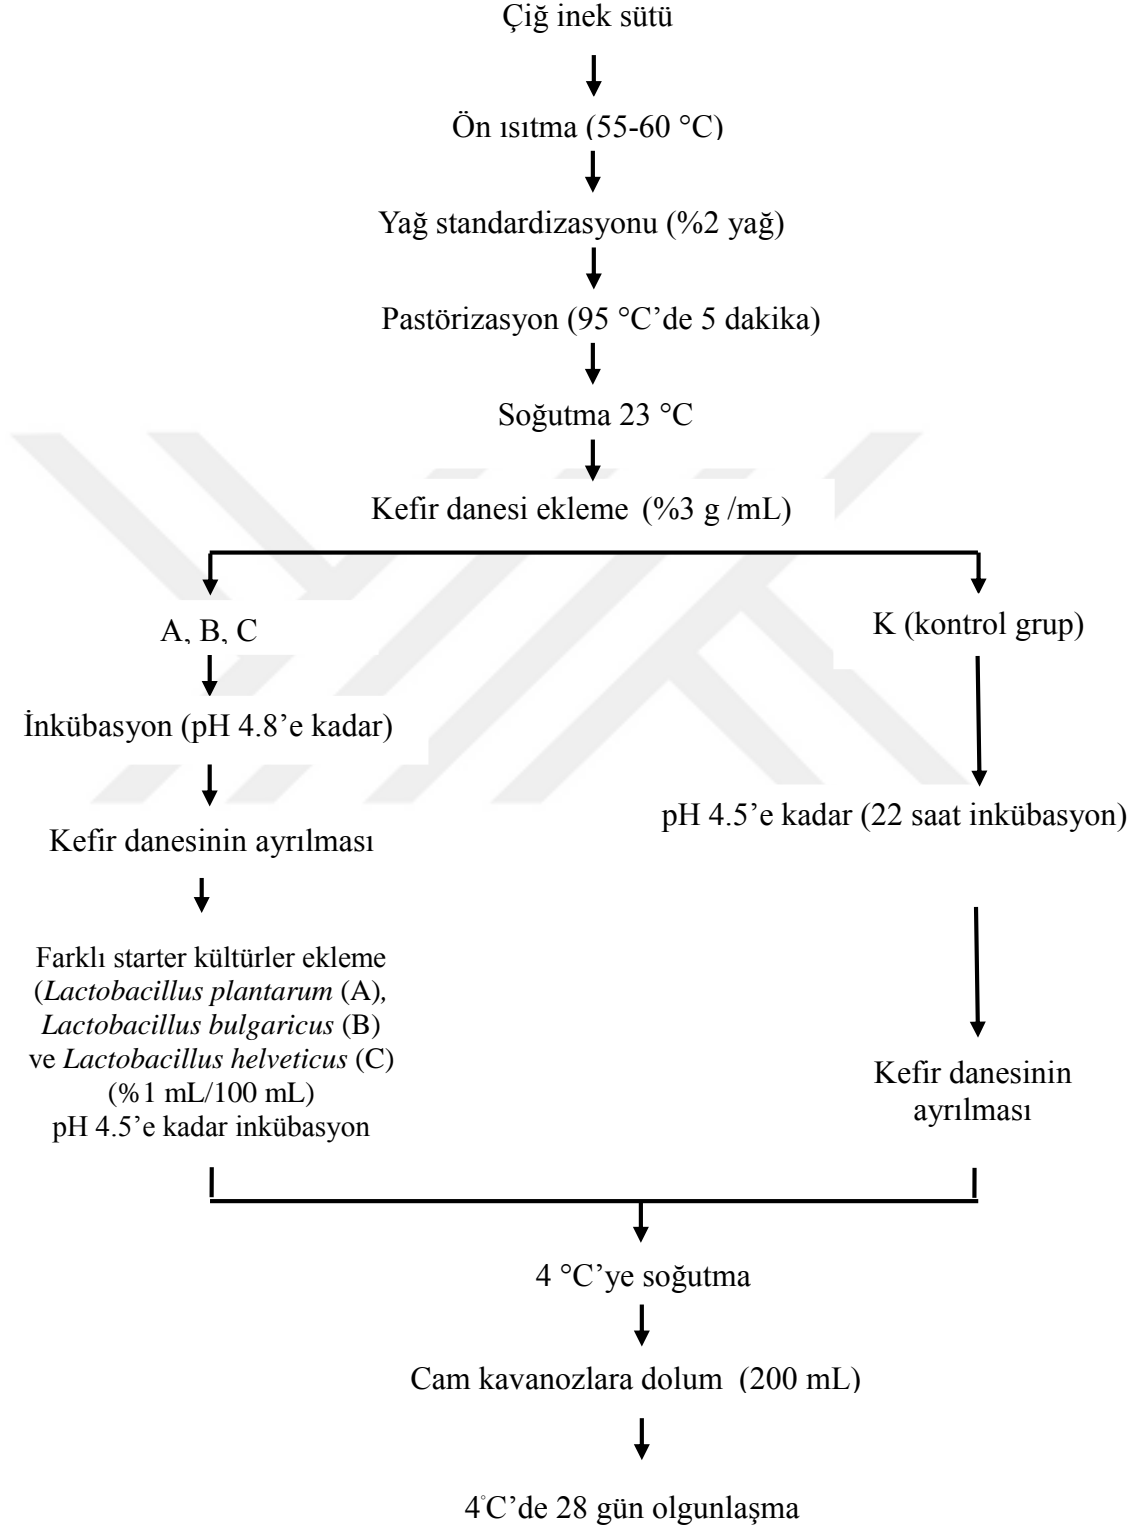 Çiğ inek sütü
Ön ısıtma (55-60 °C)
Yağ standardizasyonu (%2 yağ)
Pastörizasyon (95 °C’de 5 dakika)
Soğutma 23 °C
Kefir danesi ekleme (%3 g /mL)
A, B, C
K (kontrol grup)
İnkübasyon (pH 4.8’e kadar)
pH 4.5’e kadar (22 saat inkübasyon)
Kefir danesinin ayrılması
Farklı starter kültürler ekleme
(Lactobacillus plantarum (A),
Lactobacillus bulgaricus (B)
ve Lactobacillus helveticus (C)
(%1 mL/100 mL)
pH 4.5’e kadar inkübasyon
Kefir danesinin
ayrılması
4 °C’ye soğutma
Cam kavanozlara dolum (200 mL)
4°C’de 28 gün olgunlaşma